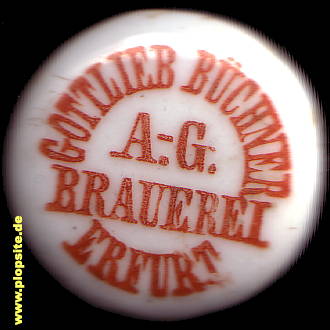 GOTTLIEB BÜCHNER
A.-G.
BRAUEREI
ERFURT
www.plopsite.de